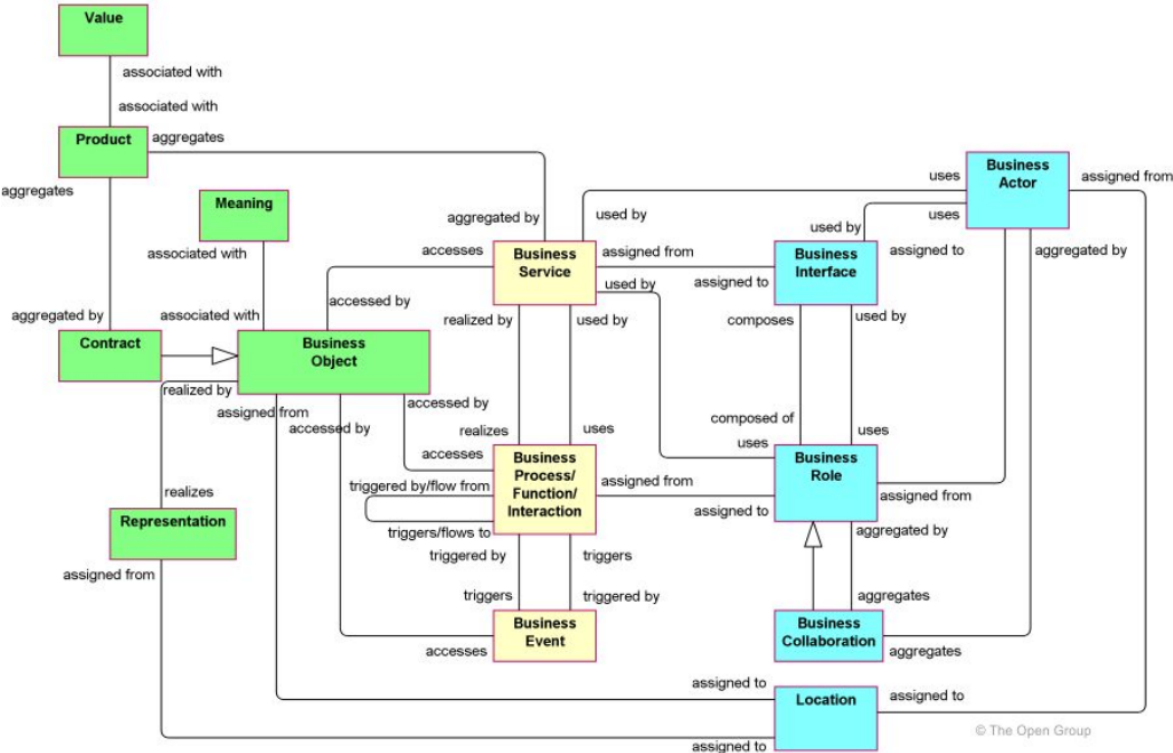 Value
associated with
associated with
Product
aggregates
aggregates
Business
Actor
uses
assigned from
Meaning
uses
aggregated by
used by
used by
associated with
accesses
Business
Service
assigned from
Business
Interface
assigned to
aggregated by
assigned to
used by
accessed by
aggregated by
associated with
realized by
used by
composes
used by
Contract
Business
Object
realized by
assigned from
accessed by
accessed by
composed of
realizes
uses
uses
uses
accesses
Business
Process/
Function/
Interaction
Business
Role
triggered by/flow from
assigned from
realizes
assigned from
Representation
assigned to
triggers/flows to
aggregated by
triggered by
triggers
assigned from
triggers
triggered by
aggregates
Business
Event
Business
Collaboration
accesses
aggregates
assigned to
Location
assigned to
© The Open Group
assigned to